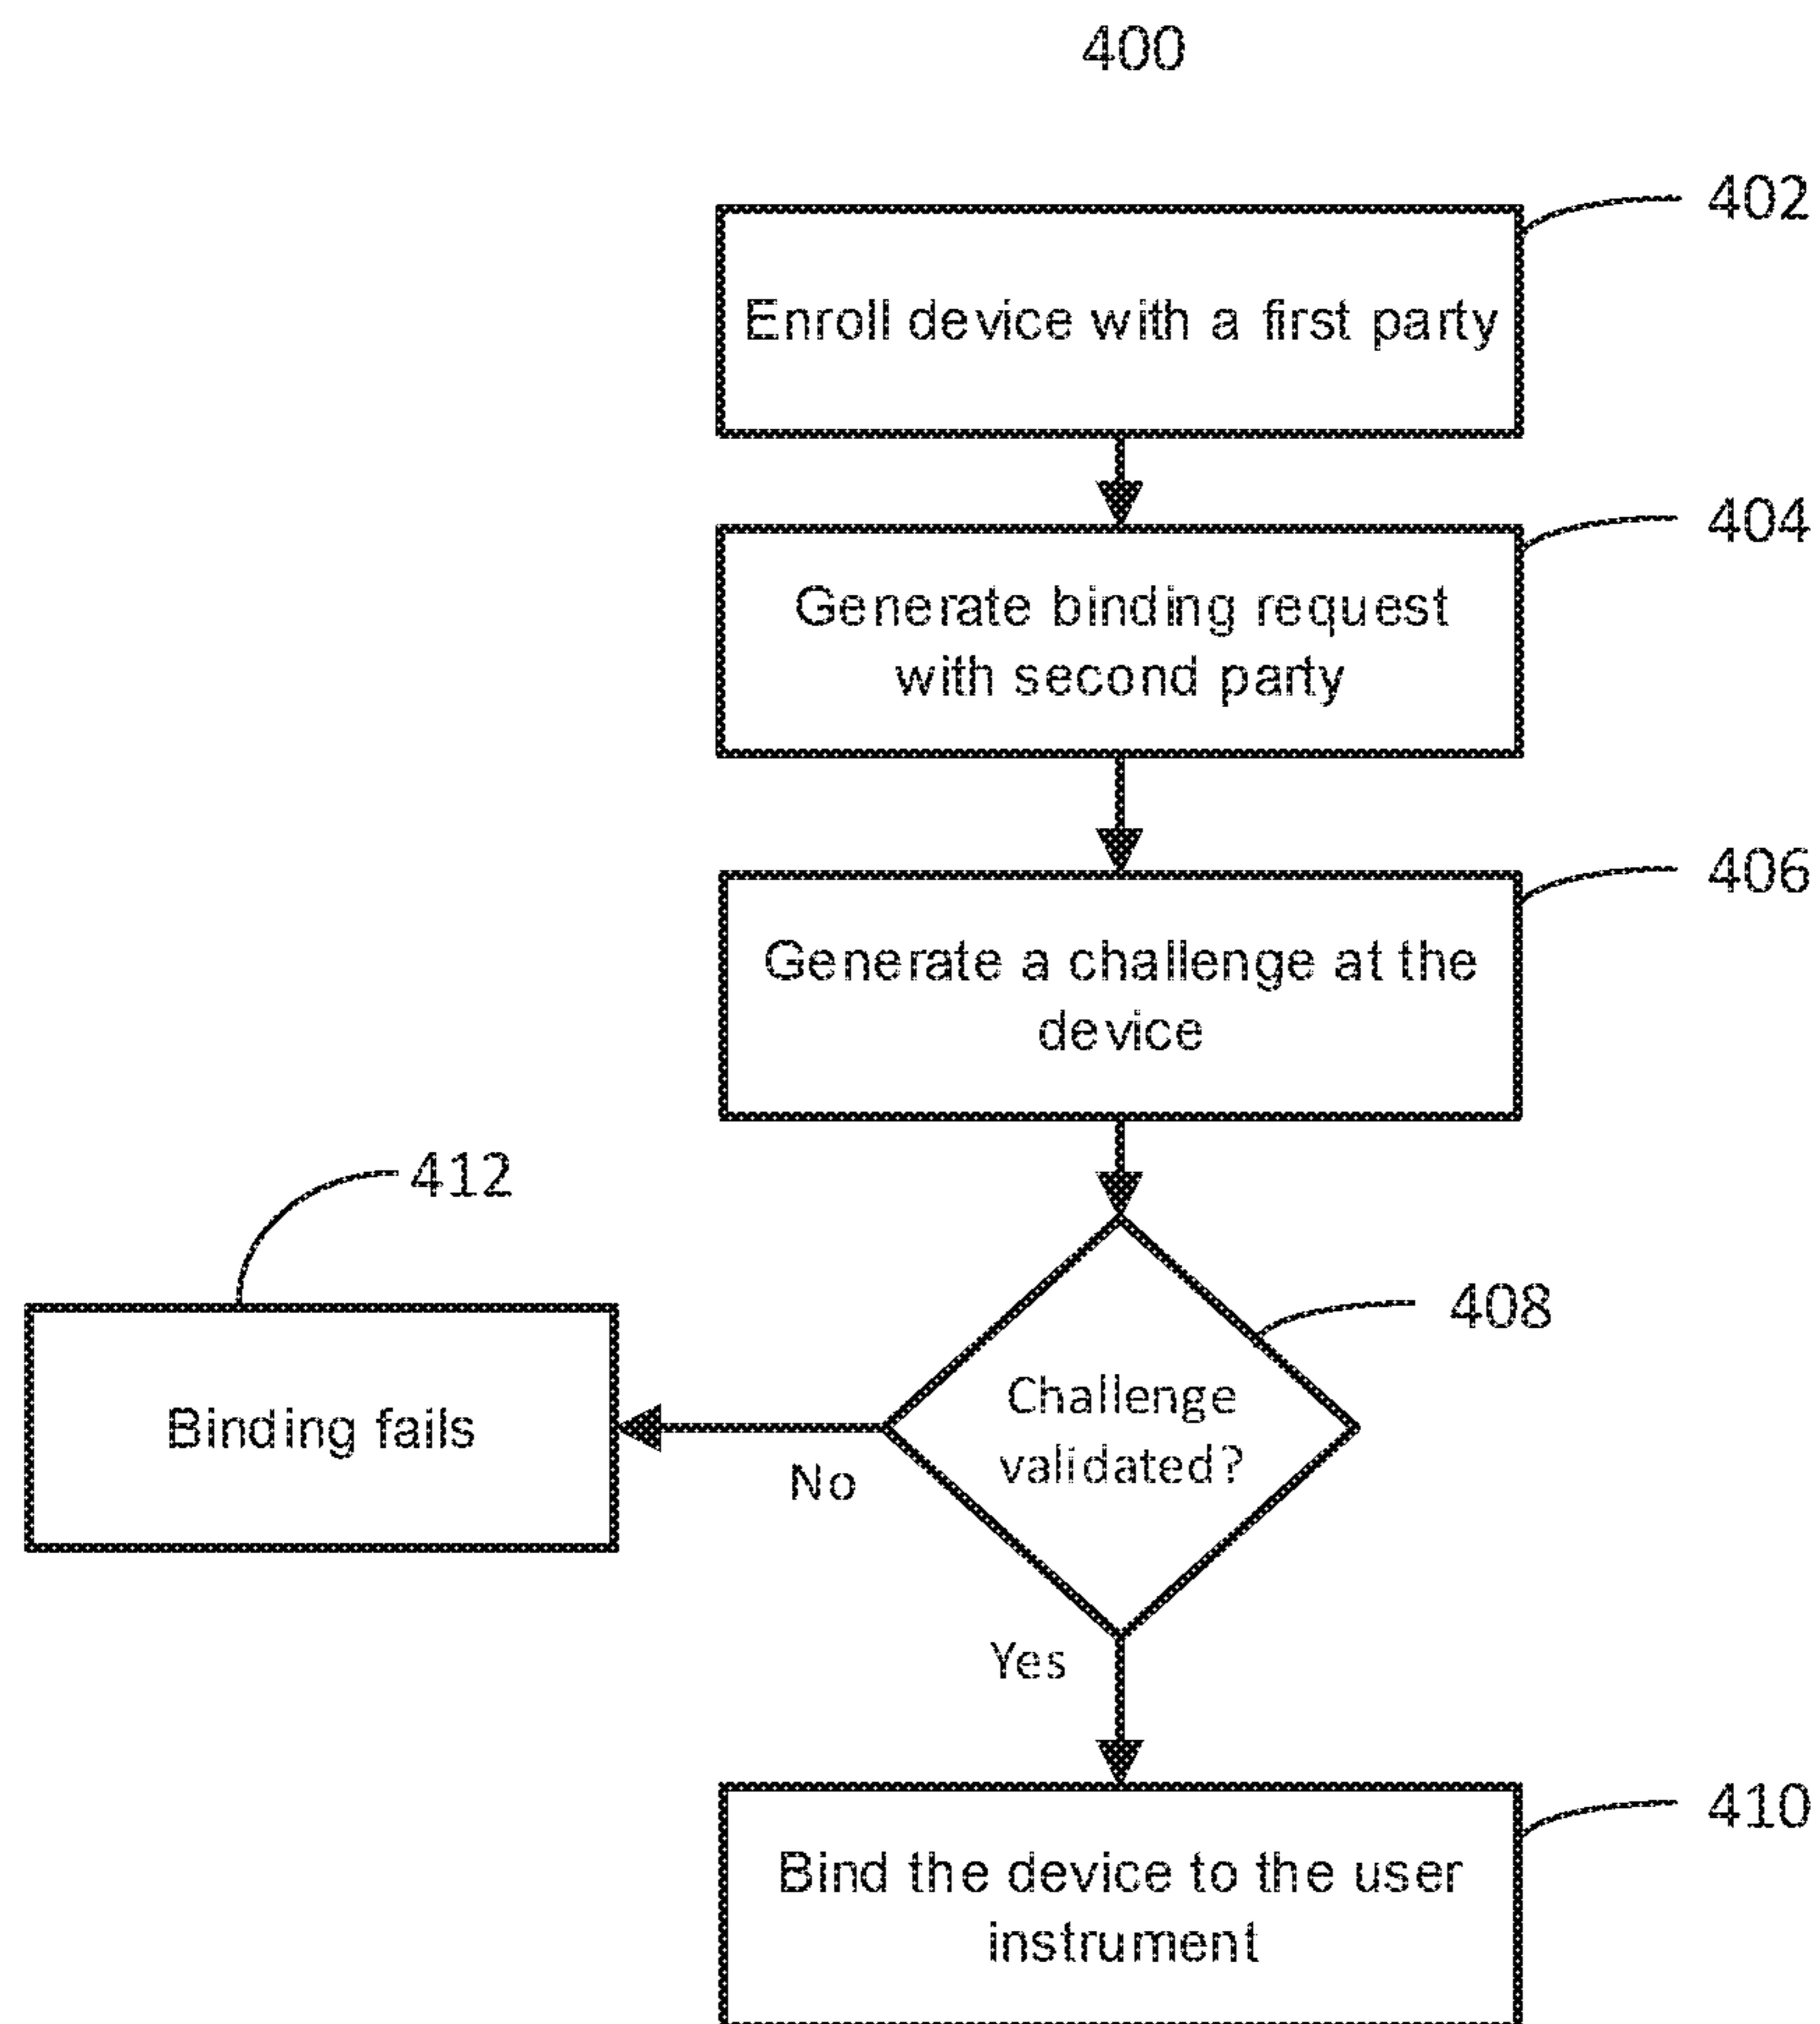 400
402
Enroll device with a first party
404
Generate binding request
with second party
406
Generate a challenge at the
device
412
408
Binding fails
Challenge
validated?
No
Yes
410
Bind the device to the user
instrument